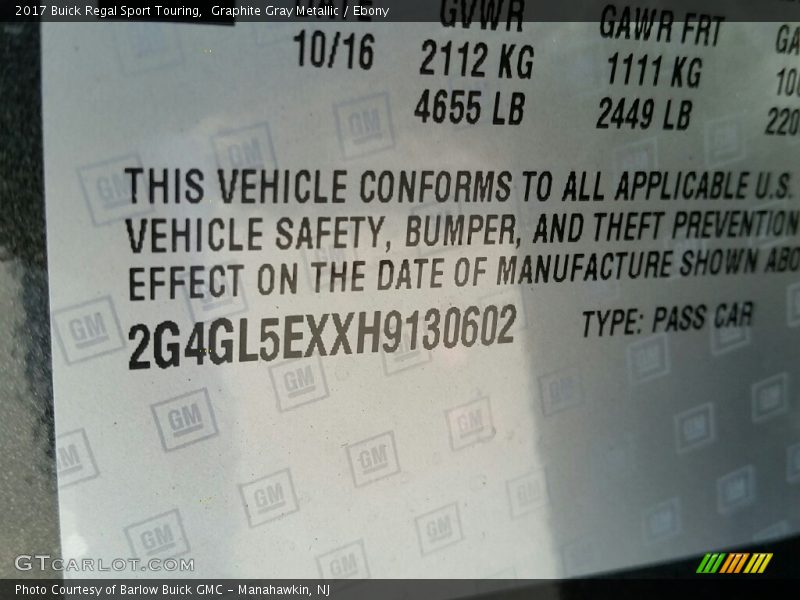 2017 Buick Regal Sport Touring, Graphite Gray Metallic / Ebony
GVWR GAWR FRT
10/16 2112 KG 1111 KG
4655 LB 2449 LB
THIS VEHICLE CONFORMS TO ALL APPLICABLE U.S.
VEHICLE SAFETY, BUMPER, AND THEFT PREVENTION
EFFECT ON THE DATE OF MANUFACTURE SHOWN ABO
2G4GL5EXXH9130602 TYPE: PASS CAR
GM
GTCARLOT.COM
Photo Courtesy of Barlow Buick GMC – Manahawkin, NJ